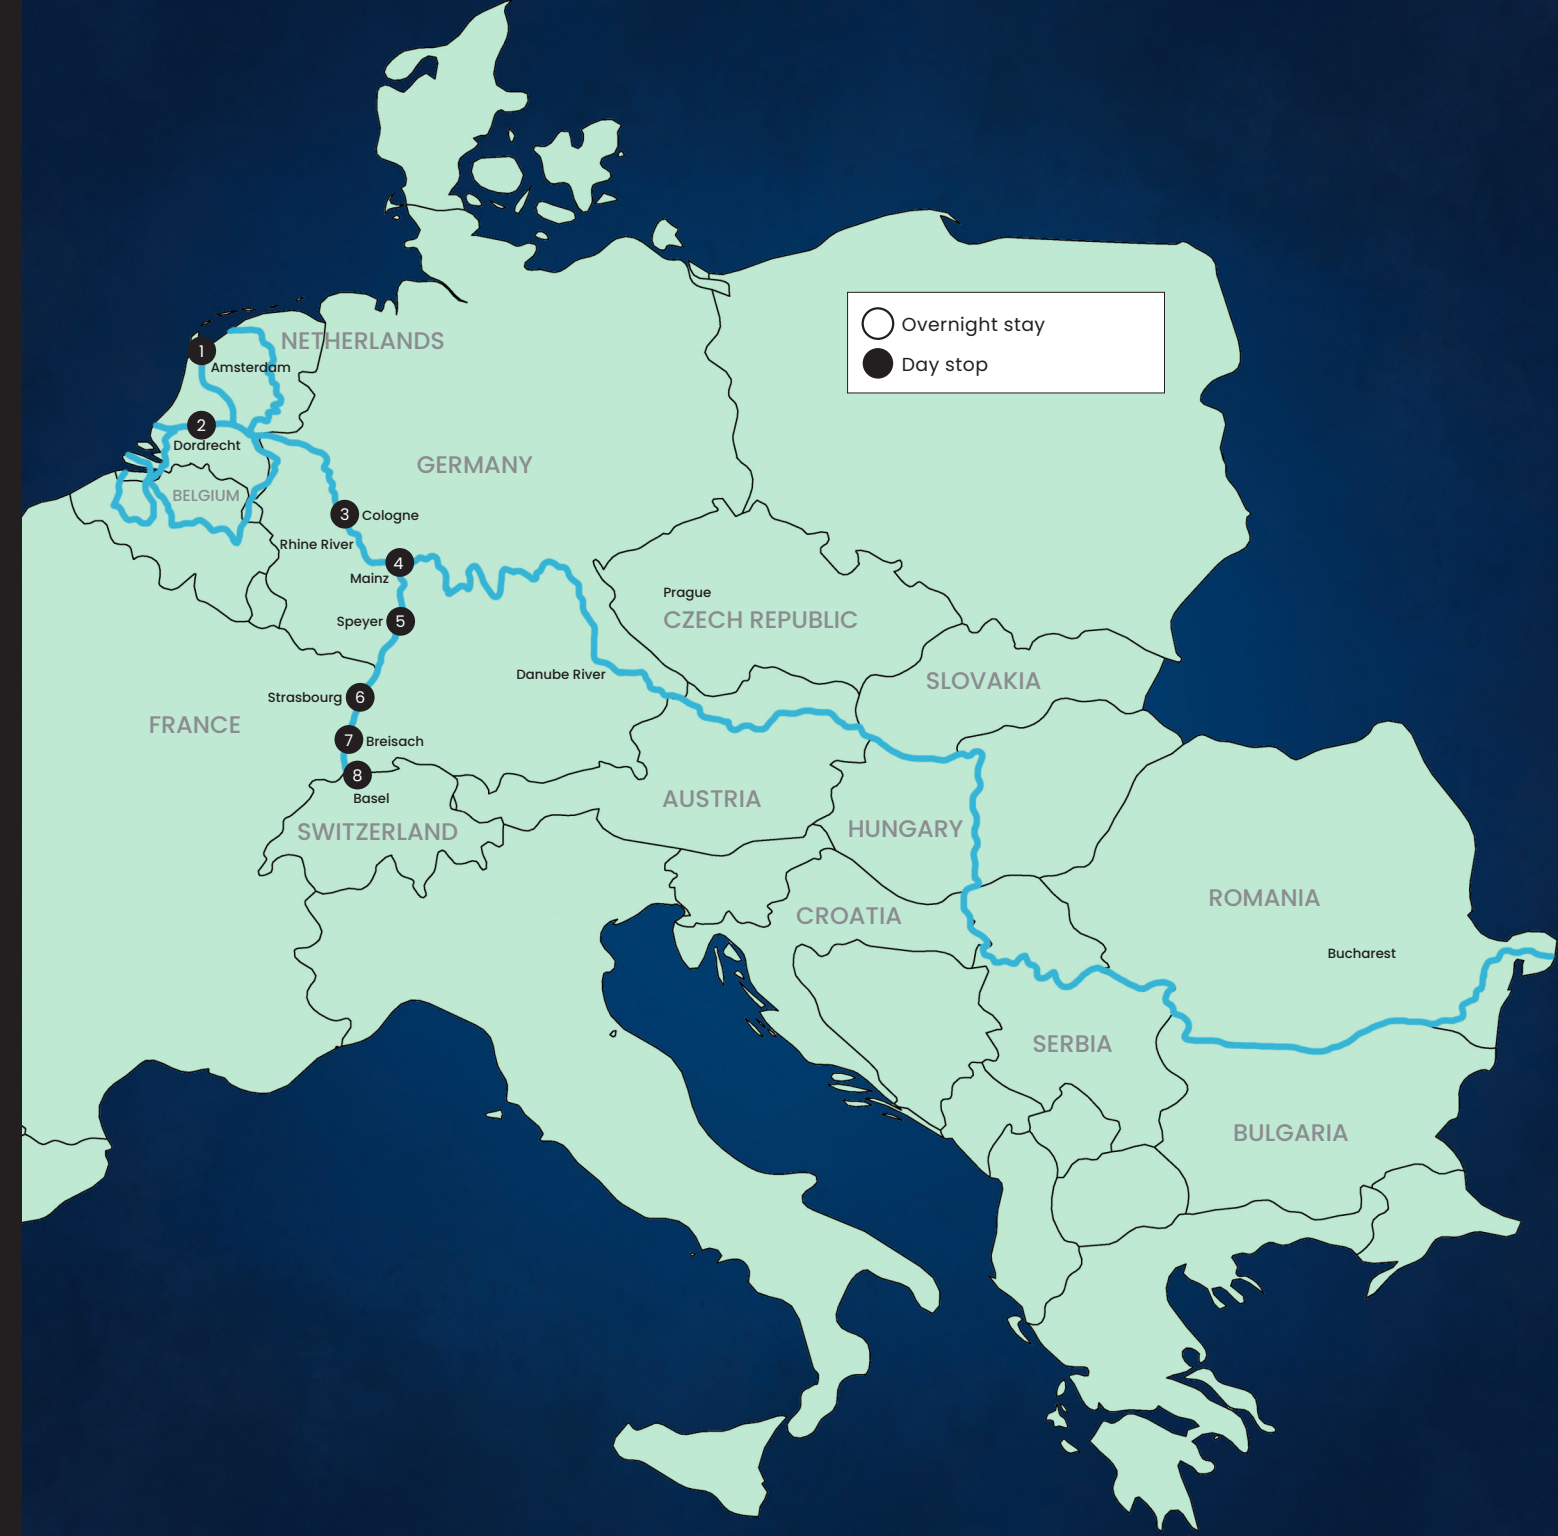 Overnight stay
Day stop
NETHERLANDS
1
Amsterdam
2
Dordrecht
GERMANY
BELGIUM
3 Cologne
Rhine River
4
Mainz
Prague
CZECH REPUBLIC
Speyer 5
Danube River
SLOVAKIA
Strasbourg 6
FRANCE
7 Breisach
8
Basel
AUSTRIA
SWITZERLAND
HUNGARY
ROMANIA
CROATIA
Bucharest
SERBIA
BULGARIA